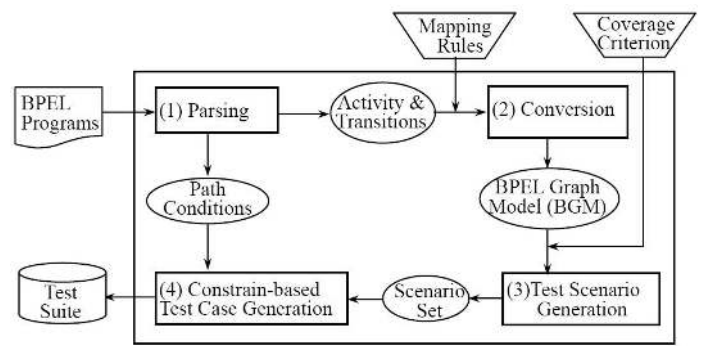 Mapping
Rules
Coverage
Criterion
BPEL
Programs
(1) Parsing
Activity &
Transitions
(2) Conversion
Path
Conditions
BPEL Graph
Model (BGM)
Test
Suite
(4) Constrain-based
Test Case Generation
Scenario
Set
(3)Test Scenario
Generation